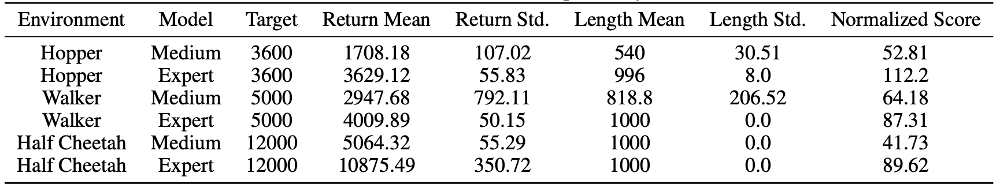 Environment Model Target Return Mean Return Std. Length Mean Length Std. Normalized Score
Hopper Medium 3600 1708.18 107.02 540 30.51 52.81
Hopper Expert 3600 3629.12 55.83 996 8.0 112.2
Walker Medium 5000 2947.68 792.11 818.8 206.52 64.18
Walker Expert 5000 4009.89 50.15 1000 0.0 87.31
Half Cheetah Medium 12000 5064.32 55.29 1000 0.0 41.73
Half Cheetah Expert 12000 10875.49 350.72 1000 0.0 89.62